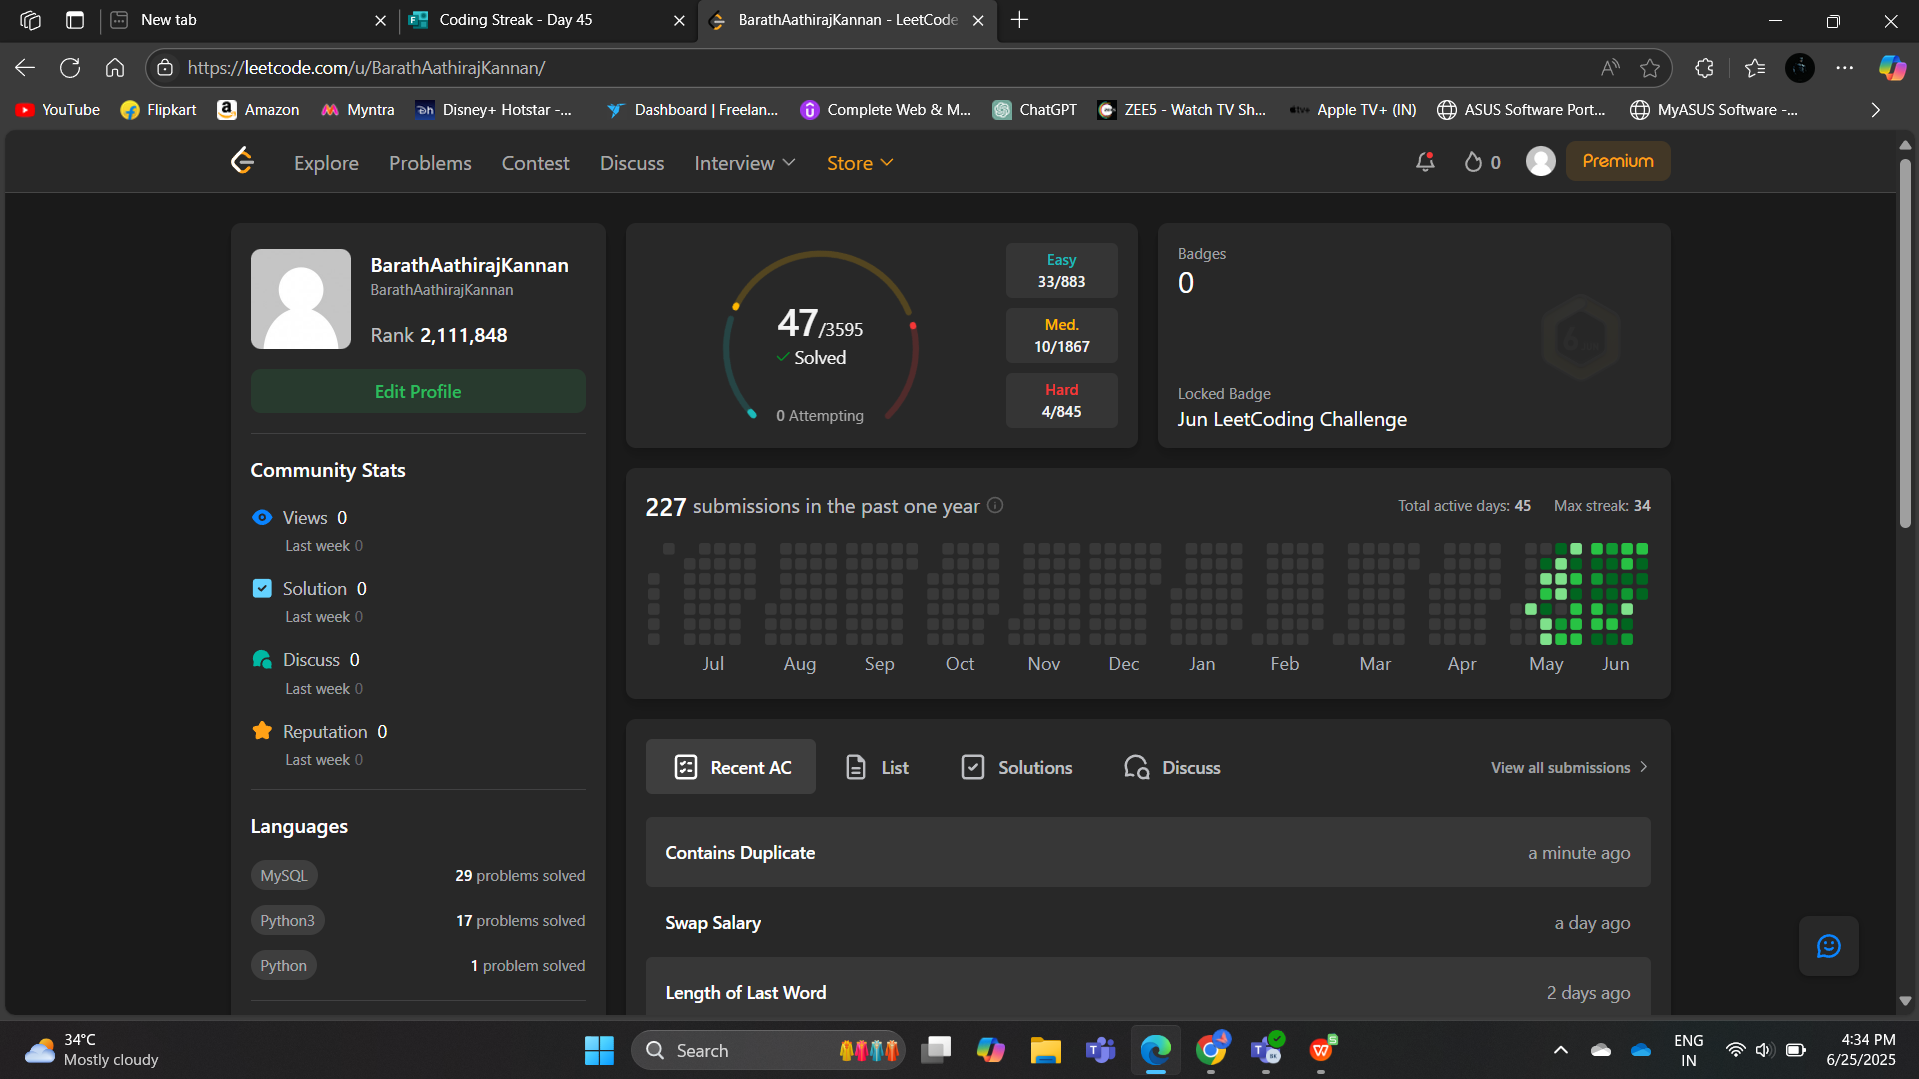 New tab
Coding Streak - Day 45
BarathAathirajKannan - LeetCode
https://leetcode.com/u/BarathAathirajKannan/
YouTube
Flipkart
Amazon
Myntra
Disney+ Hotstar -...
Dashboard | Freelan...
Complete Web & M...
ChatGPT
ZEE5 - Watch TV Sh...
Apple TV+ (IN)
ASUS Software Port...
MyASUS Software -...
Explore
Problems
Contest
Discuss
Interview
Store
0
Premium
BarathAathirajKannan
BarathAathirajKannan
Rank 2,111,848
Edit Profile
Community Stats
Views 0
Last week 0
Solution 0
Last week 0
Discuss 0
Last week 0
Reputation 0
Last week 0
Languages
MySQL
29 problems solved
Python3
17 problems solved
Python
1 problem solved
47/3595
Solved
0 Attempting
Easy
33/883
Med.
10/1867
Hard
4/845
Badges
0
Locked Badge
Jun LeetCoding Challenge
227 submissions in the past one year
Total active days: 45
Max streak: 34
Jul
Aug
Sep
Oct
Nov
Dec
Jan
Feb
Mar
Apr
May
Jun
Recent AC
List
Solutions
Discuss
View all submissions
Contains Duplicate
a minute ago
Swap Salary
a day ago
Length of Last Word
2 days ago
34°C
Mostly cloudy
Search
ENG
IN
4:34 PM
6/25/2025